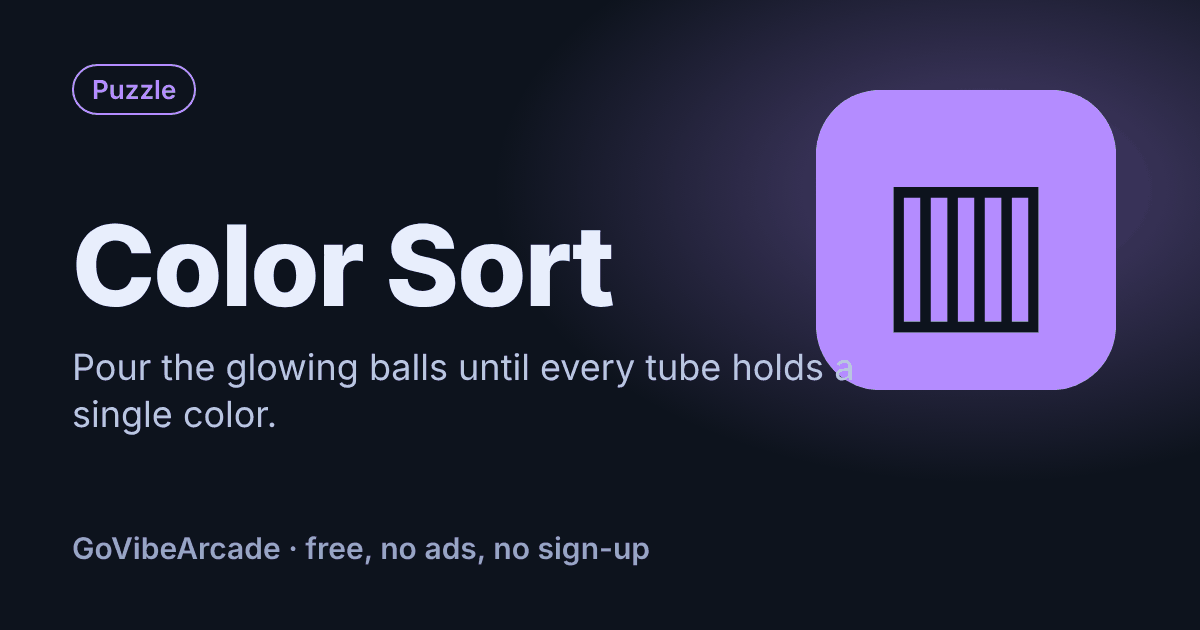 Puzzle
Color Sort
Pour the glowing balls until every tube holds a
single color.
GoVibeArcade · free, no ads, no sign-up